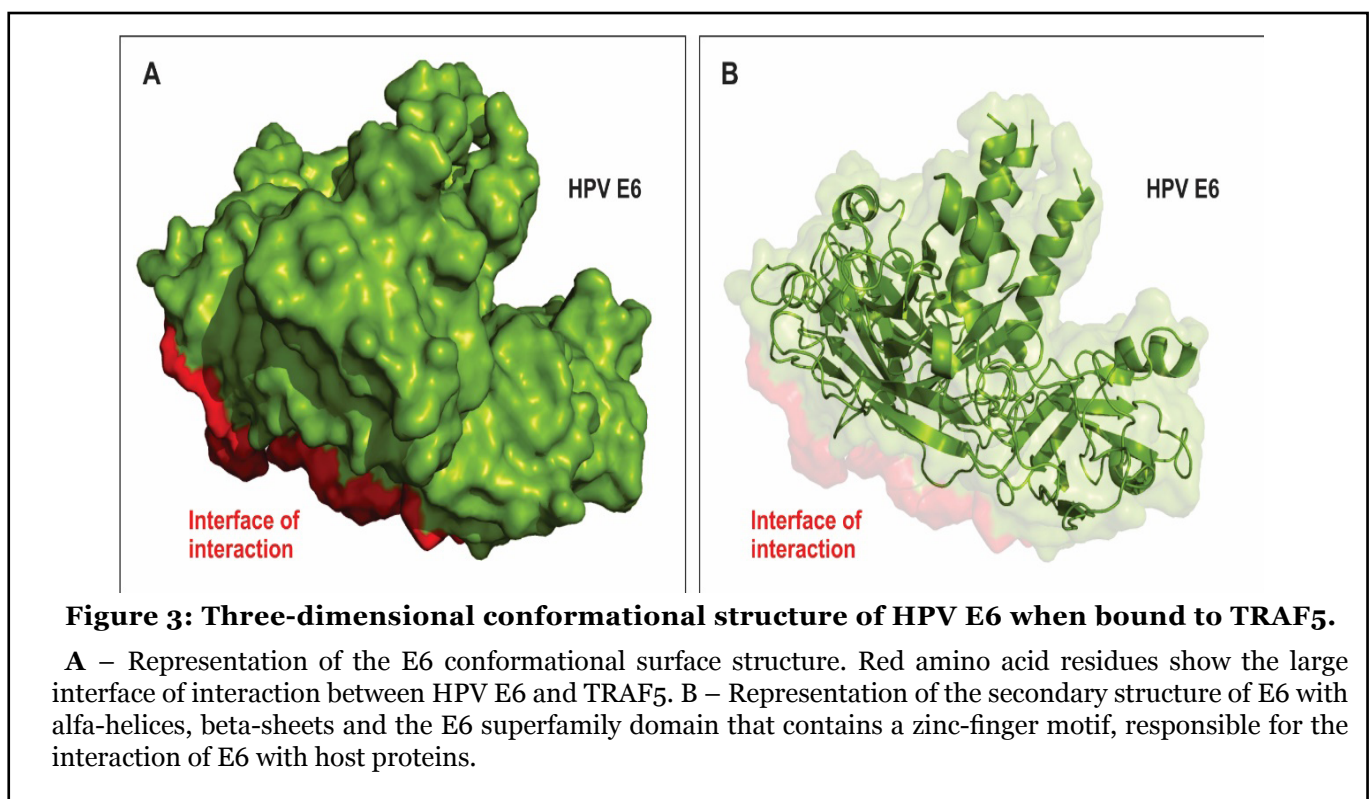 A
HPV E6
Interface of
interaction
B
HPV E6
Interface of
interaction
Figure 3: Three-dimensional conformational structure of HPV E6 when bound to TRAF5.
A – Representation of the E6 conformational surface structure. Red amino acid residues show the large
interface of interaction between HPV E6 and TRAF5. B – Representation of the secondary structure of E6 with
alfa-helices, beta-sheets and the E6 superfamily domain that contains a zinc-finger motif, responsible for the
interaction of E6 with host proteins.